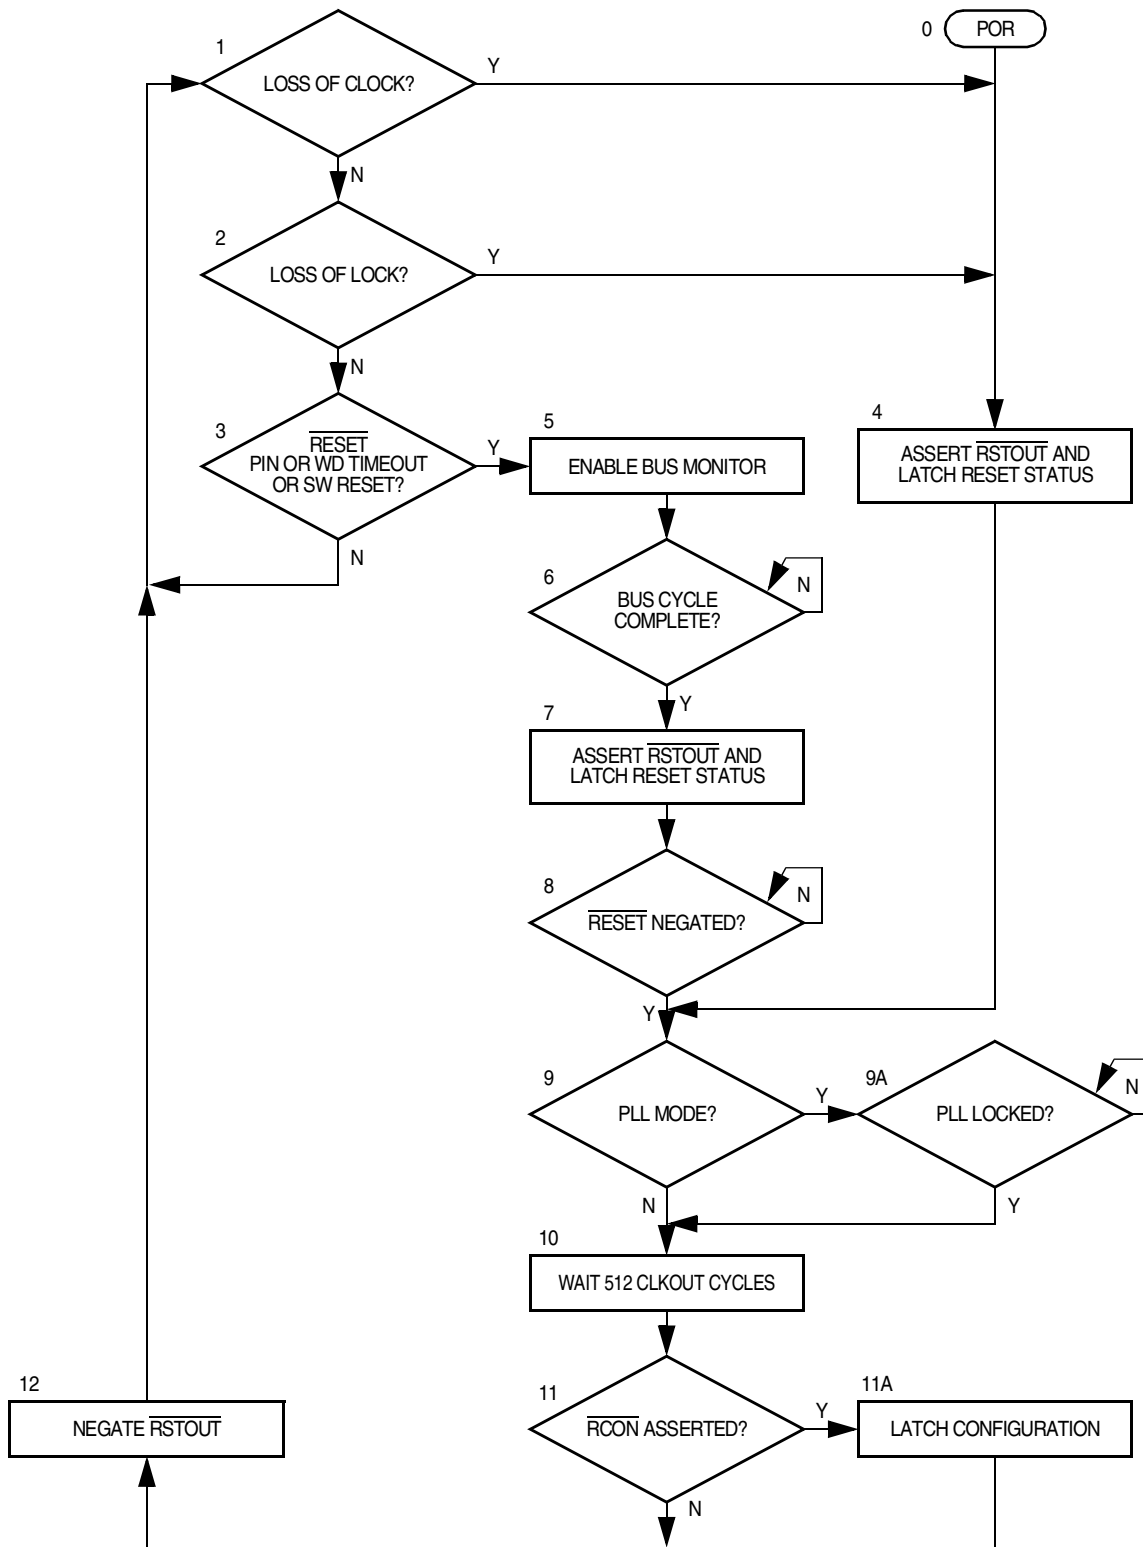 0
POR
1
LOSS OF CLOCK?
Y
N
2
LOSS OF LOCK?
Y
N
3
RESET
PIN OR WD TIMEOUT
OR SW RESET?
Y
N
4
ASSERT RSTOUT AND
LATCH RESET STATUS
5
ENABLE BUS MONITOR
6
BUS CYCLE
COMPLETE?
N
Y
7
ASSERT RSTOUT AND
LATCH RESET STATUS
8
RESET NEGATED?
N
Y
9
PLL MODE?
Y
N
9A
PLL LOCKED?
N
Y
10
WAIT 512 CLKOUT CYCLES
11
RCON ASSERTED?
Y
N
11A
LATCH CONFIGURATION
12
NEGATE RSTOUT